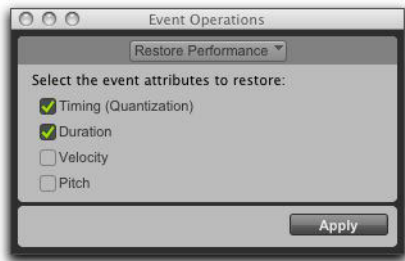 Event Operations
Restore Performance
Select the event attributes to restore:
Timing (Quantization)
Duration
Velocity
Pitch
Apply